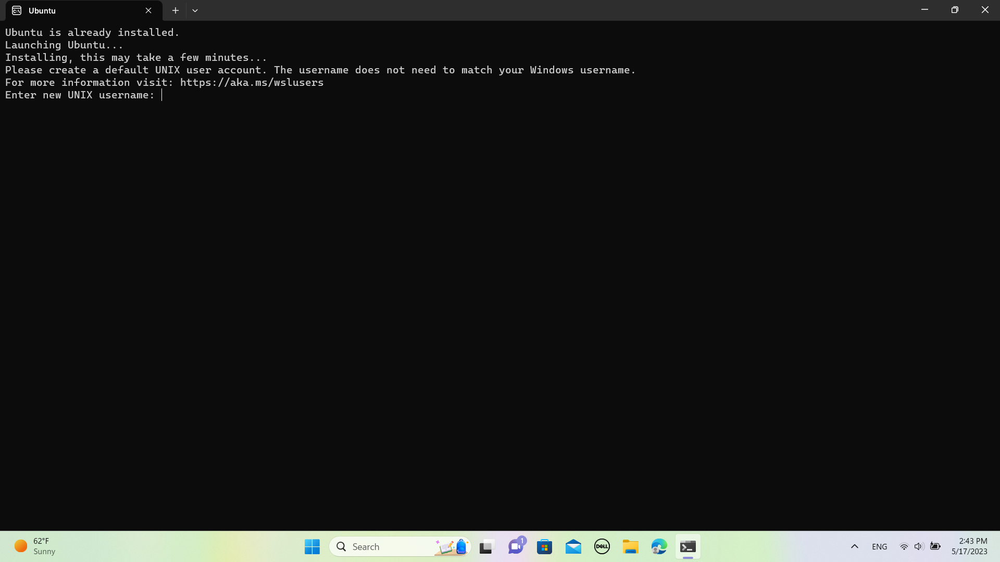 Ubuntu
Ubuntu is already installed.
Launching Ubuntu...
Installing, this may take a few minutes...
Please create a default UNIX user account. The username does not need to match your Windows username.
For more information visit: https://aka.ms/wslusers
Enter new UNIX username:
62°F
Sunny
Search
1
DELL
ENG
2:43 PM
5/17/2023